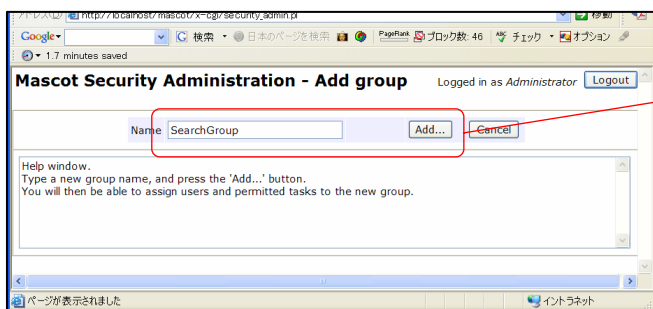 アドレス(D) http://localhost/mascot/x-cgi/security_admin.pl 移動
Google 検索 日本のページを検索 PageRank ブロック数: 46 チェック オプション
1.7 minutes saved
Mascot Security Administration - Add group Logged in as Administrator Logout
Name SearchGroup Add... Cancel
Help window.
Type a new group name, and press the 'Add...' button.
You will then be able to assign users and permitted tasks to the new group.
ページが表示されました イントラネット